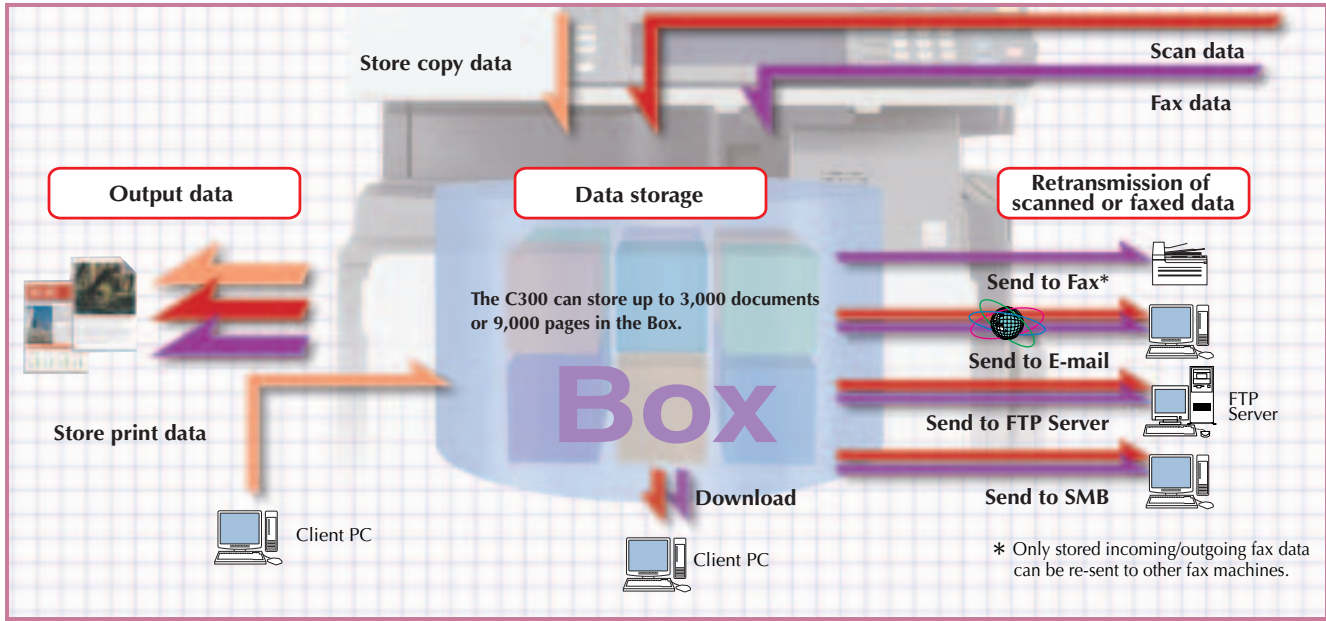 Store copy data
Scan data
Fax data
Output data
Data storage
Retransmission of
scanned or faxed data
The C300 can store up to 3,000 documents
or 9,000 pages in the Box.
Box
Send to Fax*
Send to E-mail
Send to FTP Server
FTP
Server
Send to SMB
Store print data
Client PC
Download
Client PC
* Only stored incoming/outgoing fax data
can be re-sent to other fax machines.